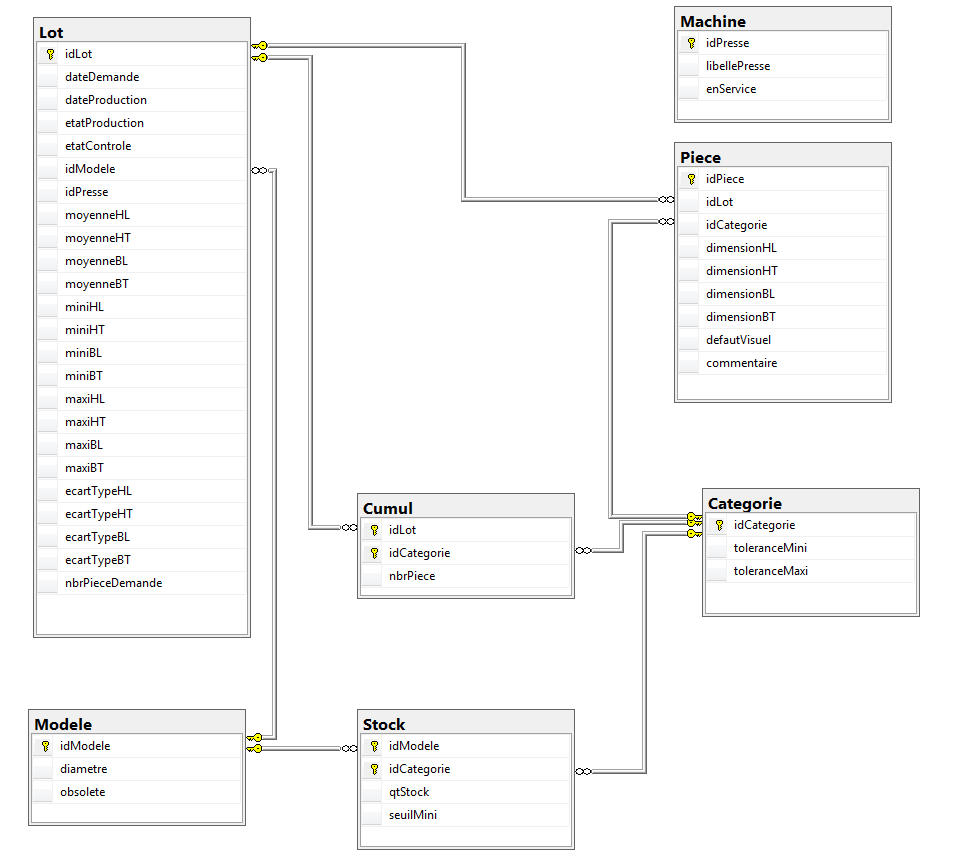 Lot
idLot
dateDemande
dateProduction
etatProduction
etatControle
idModele
idPresse
moyenneHL
moyenneHT
moyenneBL
moyenneBT
miniHL
miniHT
miniBL
miniBT
maxiHL
maxiHT
maxiBL
maxiBT
ecartTypeHL
ecartTypeHT
ecartTypeBL
ecartTypeBT
nbrPieceDemande
Machine
idPresse
libellePresse
enService
Piece
idPiece
idLot
idCategorie
dimensionHL
dimensionHT
dimensionBL
dimensionBT
defautVisuel
commentaire
Cumul
idLot
idCategorie
nbrPiece
Categorie
idCategorie
toleranceMini
toleranceMaxi
Modele
idModele
diametre
obsolete
Stock
idModele
idCategorie
qtStock
seuilMini